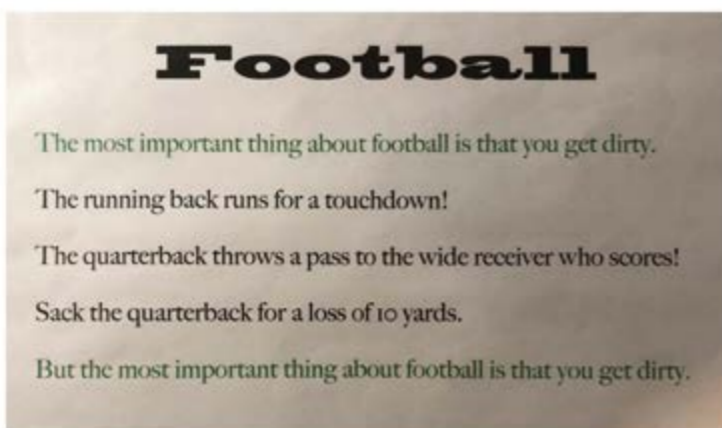 Football
The most important thing about football is that you get dirty.
The running back runs for a touchdown!
The quarterback throws a pass to the wide receiver who scores!
Sack the quarterback for a loss of 10 yards.
But the most important thing about football is that you get dirty.